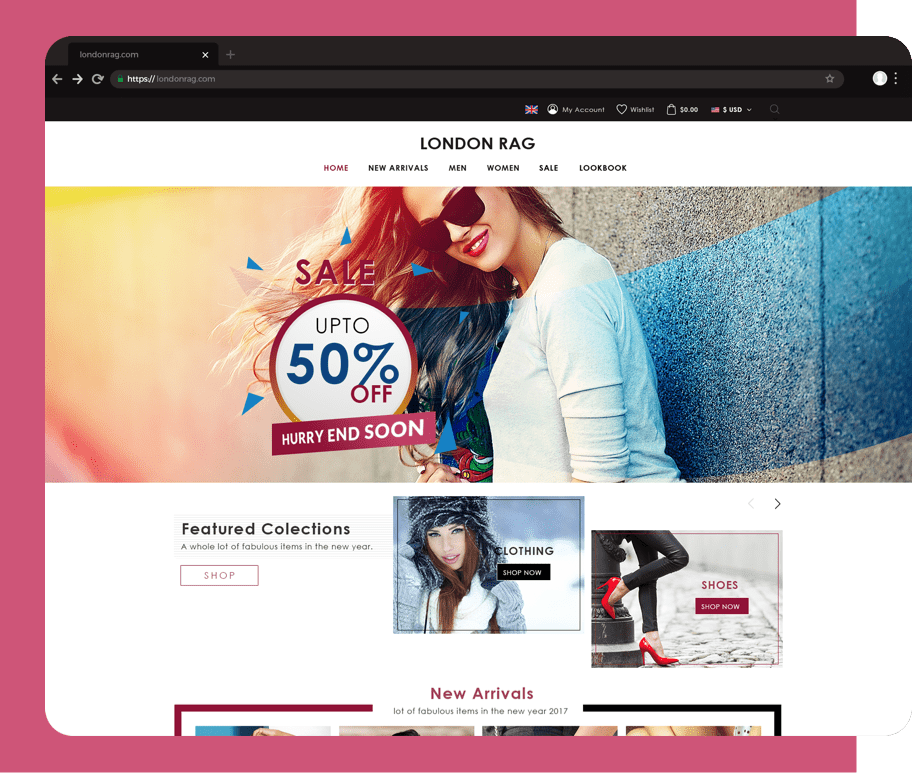 londonrag.com
https://londonrag.com
My Account Wishlist $0.00 $ USD
LONDON RAG
HOME NEW ARRIVALS MEN WOMEN SALE LOOKBOOK
SALE
UPTO
50%
OFF
HURRY END SOON
Featured Colections
A whole lot of fabulous items in the new year.
SHOP
CLOTHING
SHOP NOW
SHOES
SHOP NOW
New Arrivals
lot of fabulous items in the new year 2017